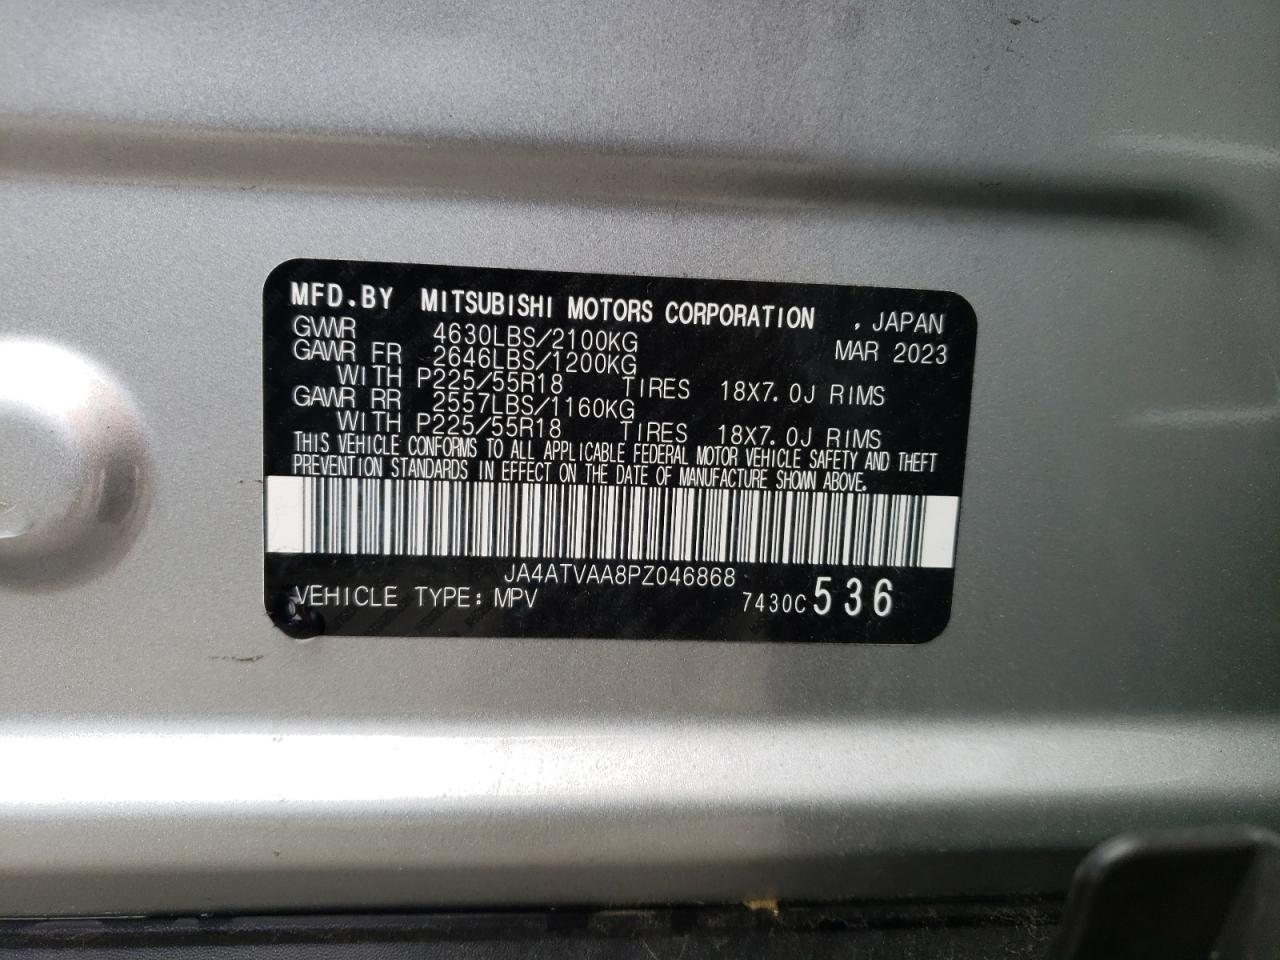 MFD.BY MITSUBISHI MOTORS CORPORATION , JAPAN
GVWR 4630LBS/2100KG MAR 2023
GAWR FR 2646LBS/1200KG
WITH P225/55R18 TIRES 18X7.0J RIMS
GAWR RR 2557LBS/1160KG
WITH P225/55R18 TIRES 18X7.0J RIMS
THIS VEHICLE CONFORMS TO ALL APPLICABLE FEDERAL MOTOR VEHICLE SAFETY AND THEFT
PREVENTION STANDARDS IN EFFECT ON THE DATE OF MANUFACTURE SHOWN ABOVE.
JA4ATVAA8PZ046868
VEHICLE TYPE: MPV 7430C 536